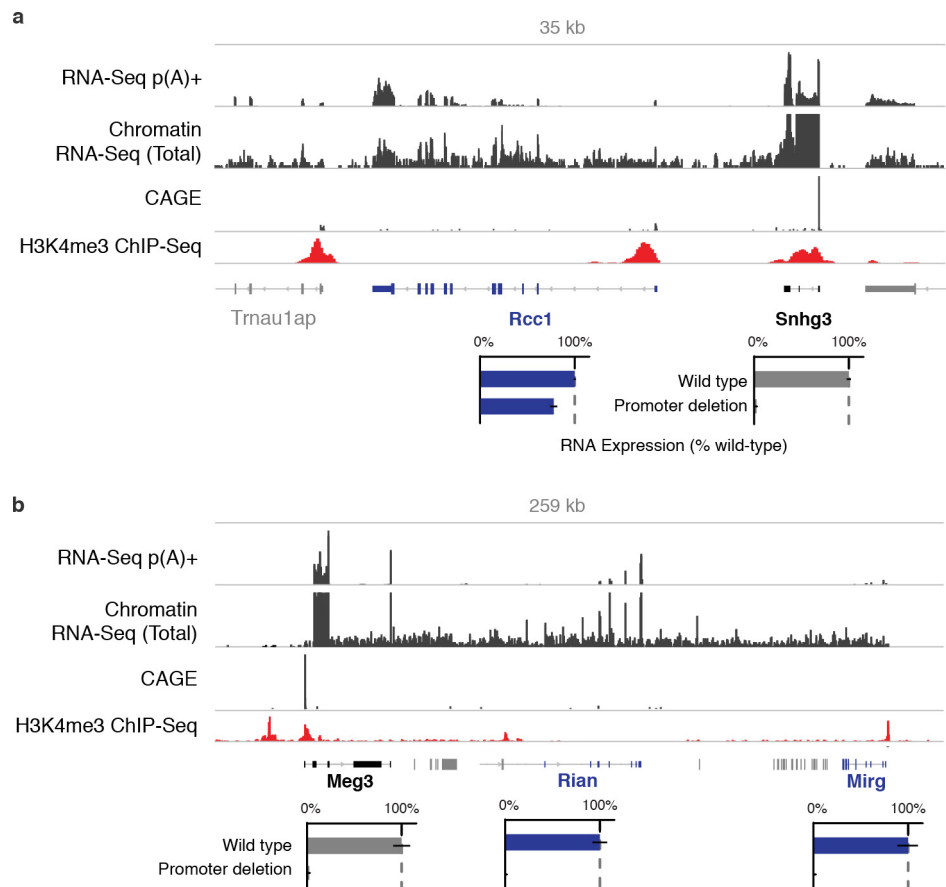 a
35 kb
RNA-Seq p(A)+
Chromatin
RNA-Seq (Total)
CAGE
H3K4me3 ChIP-Seq
Trnau1ap
Rcc1
Snhg3
0% 100%
0% 100%
Wild type
Promoter deletion
RNA Expression (% wild-type)
b
259 kb
RNA-Seq p(A)+
Chromatin
RNA-Seq (Total)
CAGE
H3K4me3 ChIP-Seq
Meg3
Rian
Mirg
0% 100%
0% 100%
0% 100%
Wild type
Promoter deletion